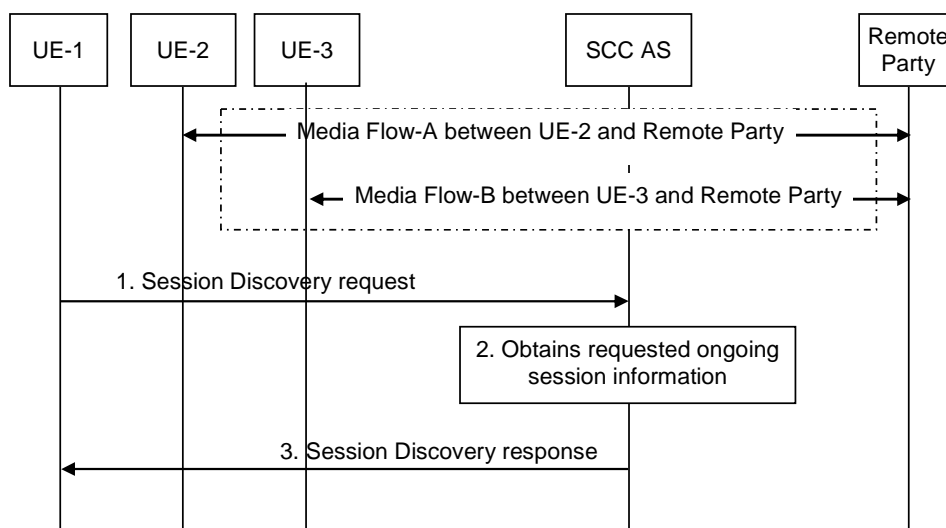 UE-1
UE-2
UE-3
SCC AS
Remote
Party
Media Flow-A between UE-2 and Remote Party
Media Flow-B between UE-3 and Remote Party
1. Session Discovery request
2. Obtains requested ongoing
session information
3. Session Discovery response